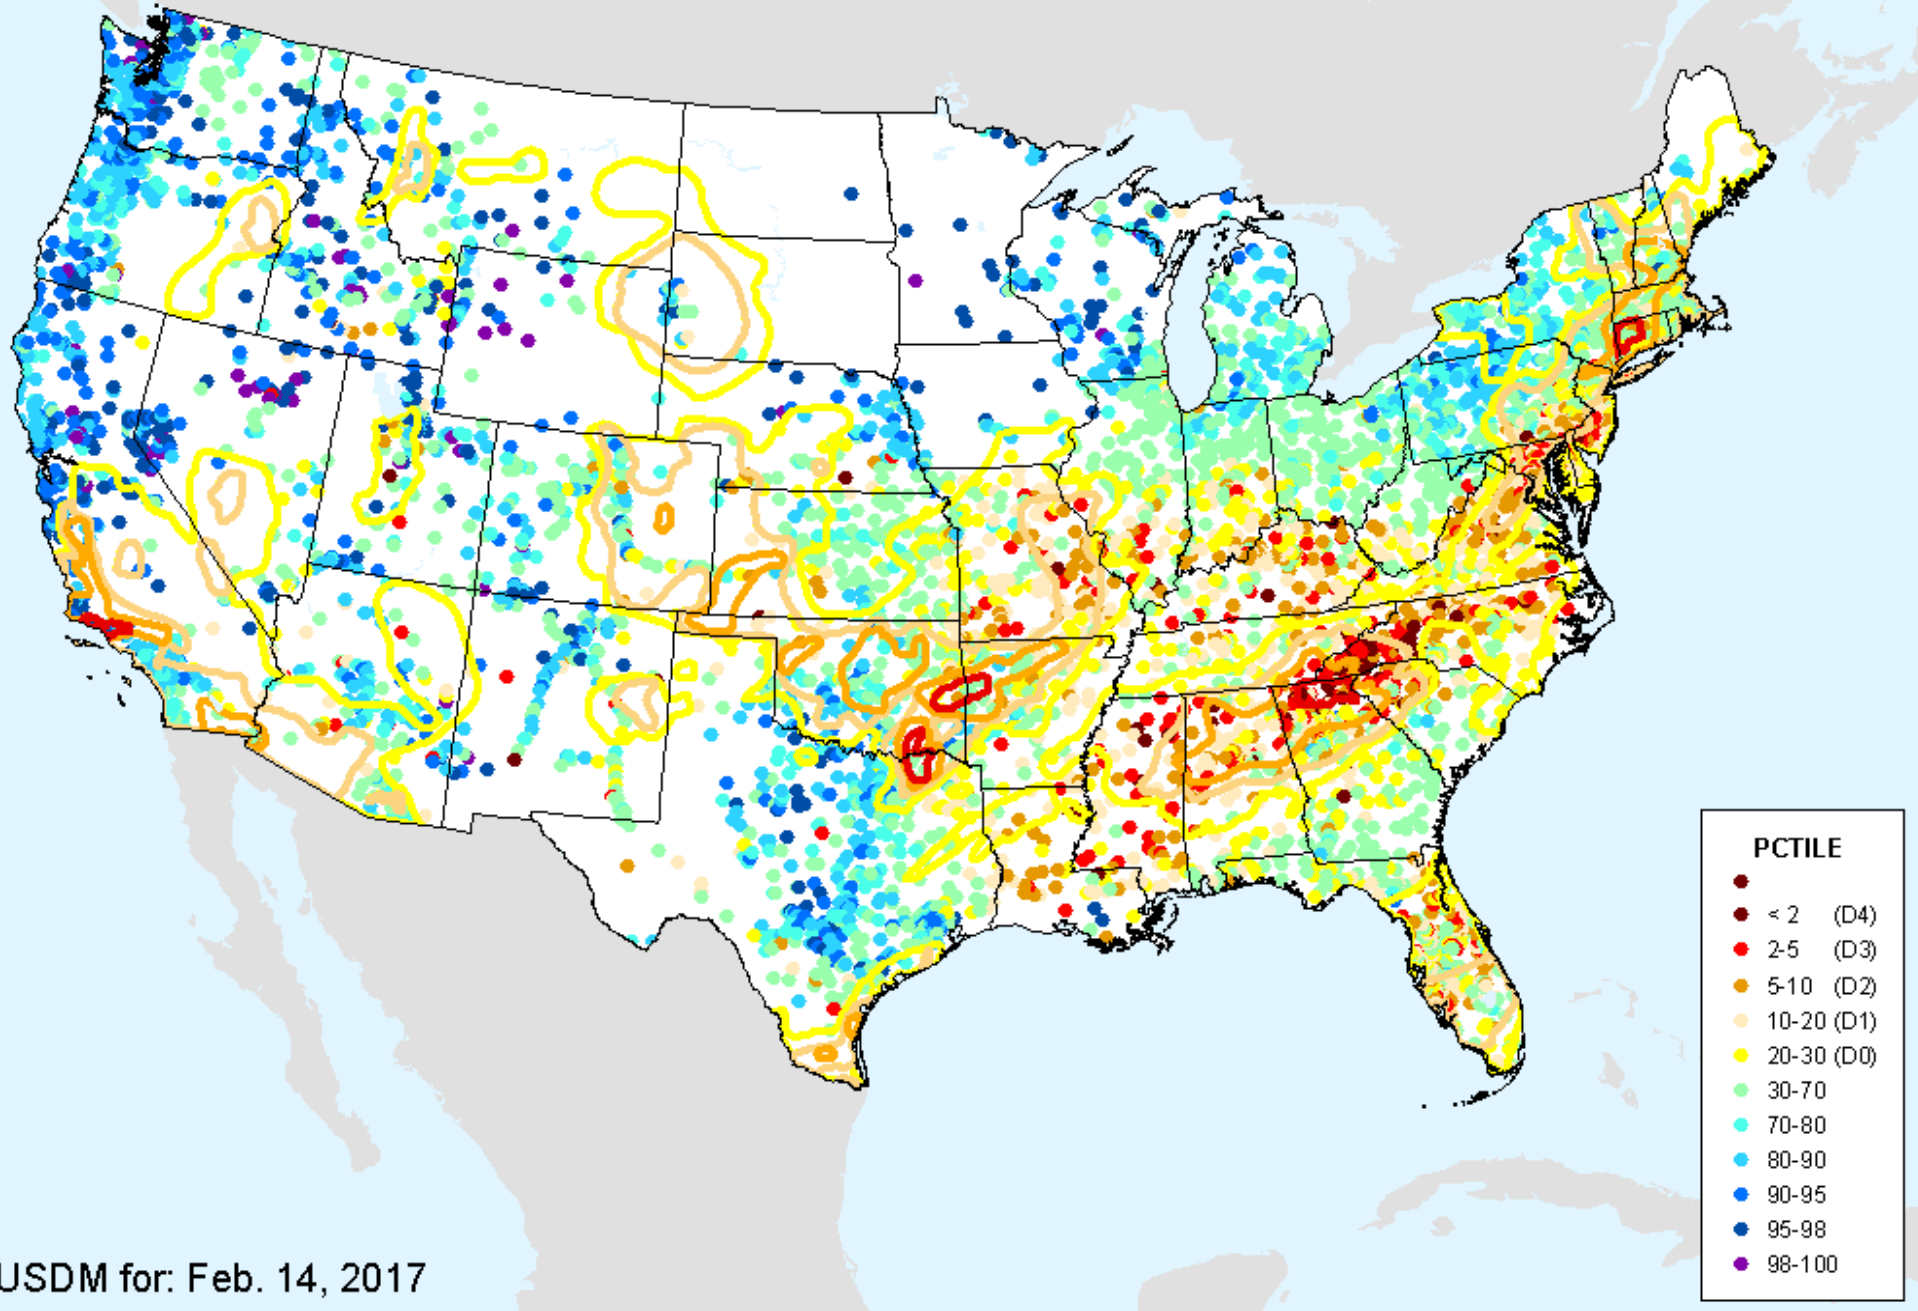 PCTILE
< 2 (D4)
2-5 (D3)
5-10 (D2)
10-20 (D1)
20-30 (D0)
30-70
70-80
80-90
90-95
95-98
98-100
USDM for: Feb. 14, 2017